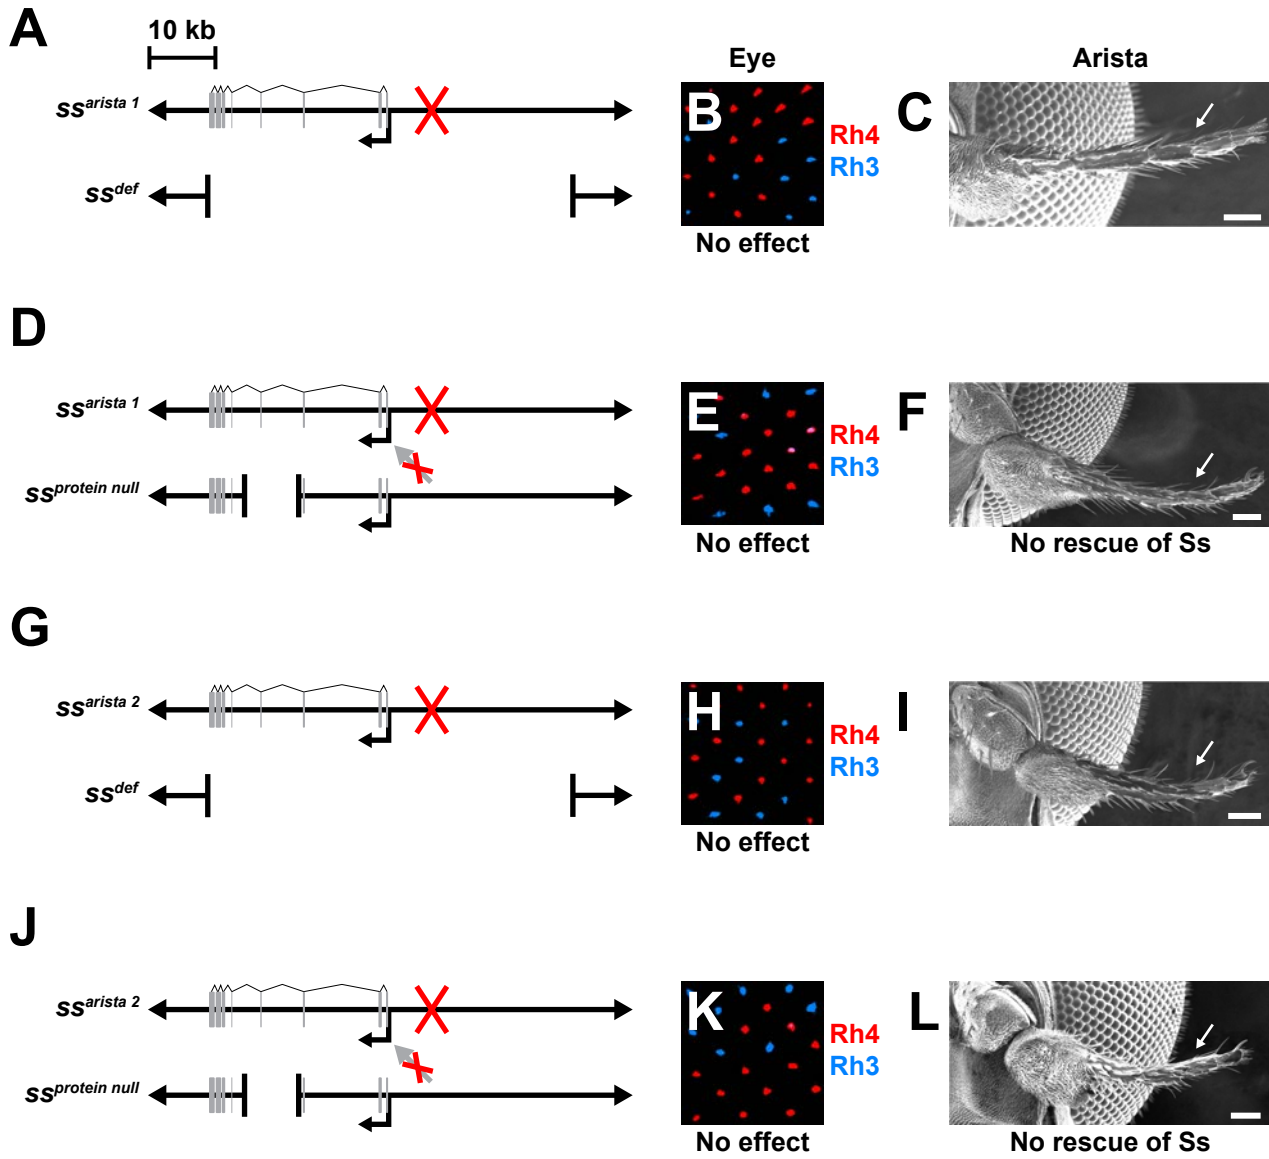 A
10 kb
Eye
Arista
ss^arista 1
B
Rh4
Rh3
C
ss^def
No effect
D
ss^arista 1
E
Rh4
Rh3
F
ss^protein null
No effect
No rescue of Ss
G
ss^arista 2
H
Rh4
Rh3
I
ss^def
No effect
J
ss^arista 2
K
Rh4
Rh3
L
ss^protein null
No effect
No rescue of Ss